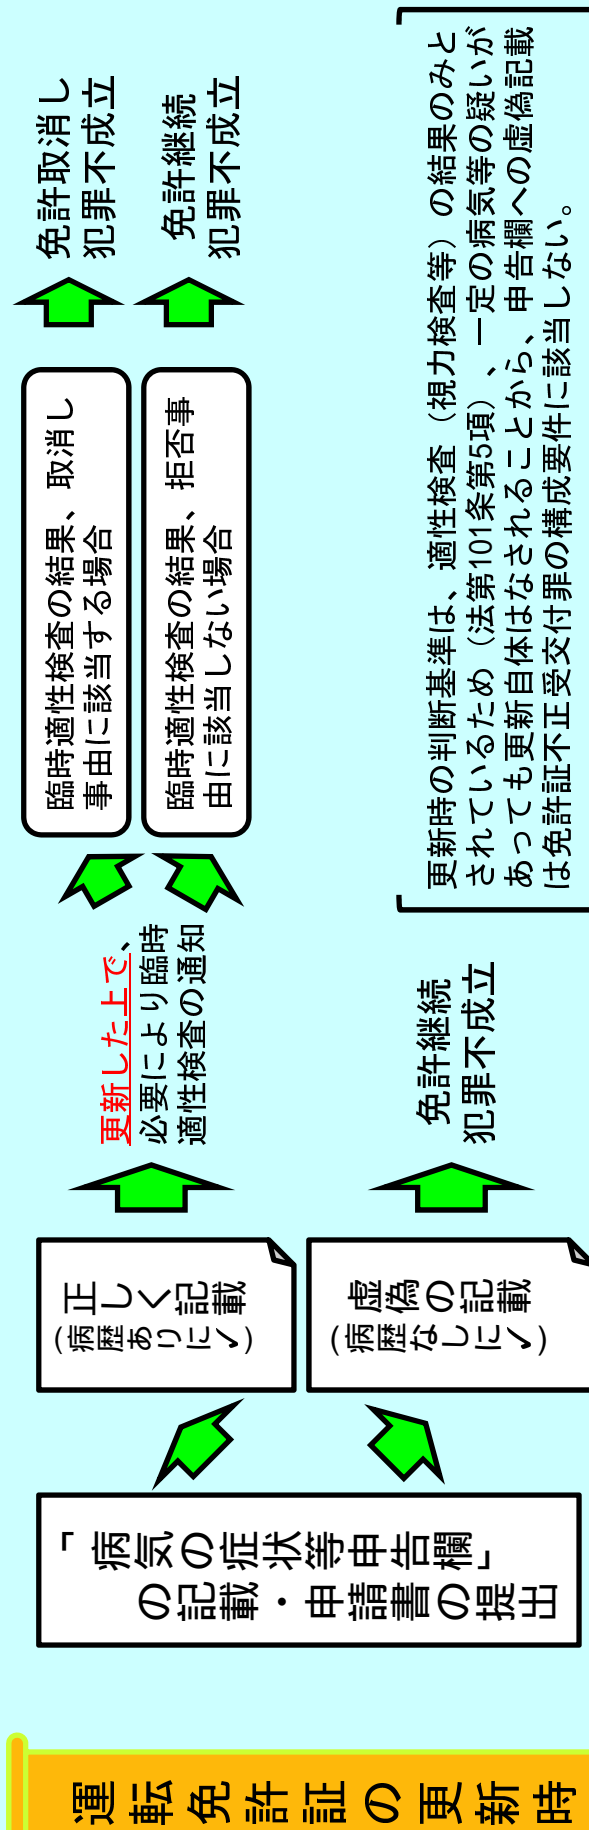 運転免許証の更新時
「病気の症状等申告欄」
の記載・申請書の提出
正しく記載
(病歴ありに✓)
虚偽の記載
(病歴なしに✓)
更新した上で、
必要により臨時
適性検査の通知
免許継続
犯罪不成立
臨時適性検査の結果、取消し
事由に該当する場合
臨時適性検査の結果、拒否事
由に該当しない場合
免許取消し
犯罪不成立
免許継続
犯罪不成立
更新時の判断基準は、適性検査（視力検査等）の結果のみと
されているため（法第101条第5項）、一定の病気等の疑いが
あっても更新自体はなされることから、申告欄への虚偽記載
は免許証不正受交付罪の構成要件に該当しない。